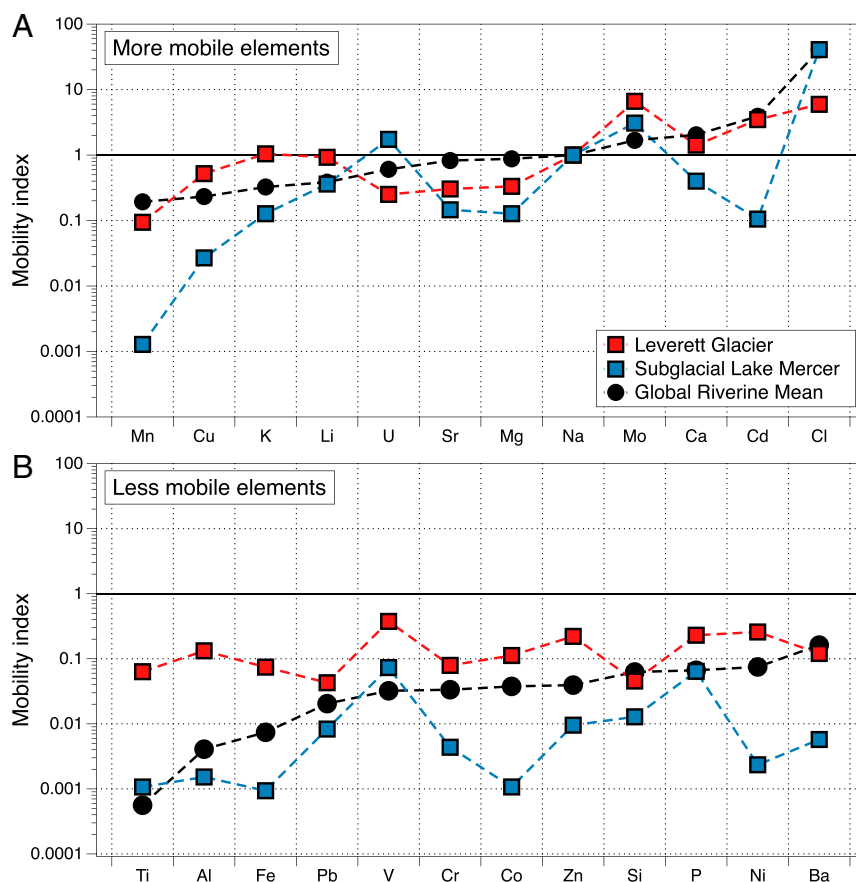 A
More mobile elements
Mobility index
100
10
1
0.1
0.01
0.001
0.0001
Leverett Glacier
Subglacial Lake Mercer
Global Riverine Mean
Mn Cu K Li U Sr Mg Na Mo Ca Cd Cl
B
Less mobile elements
Mobility index
100
10
1
0.1
0.01
0.001
0.0001
Ti Al Fe Pb V Cr Co Zn Si P Ni Ba